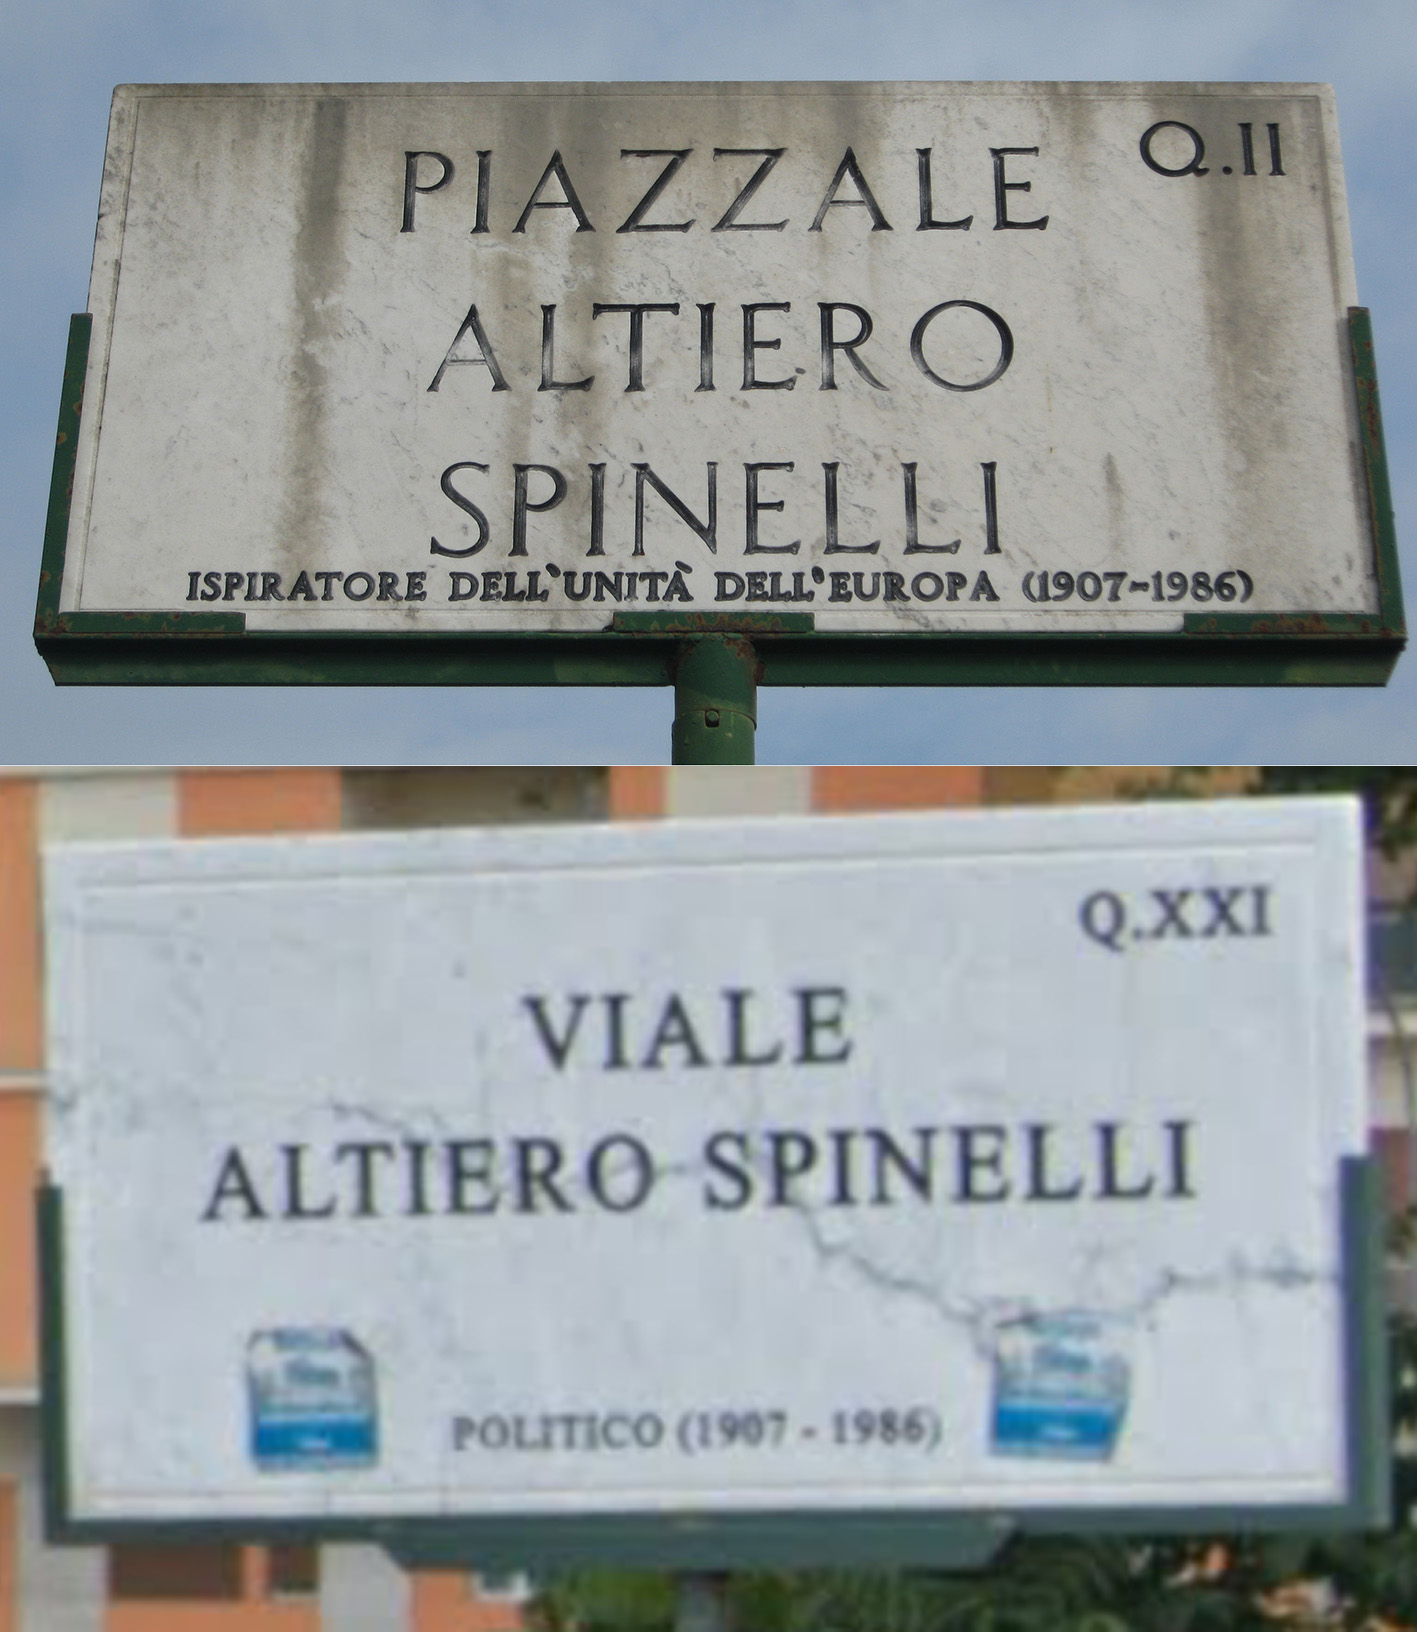 PIAZZALE
Q.II
ALTIERO
SPINELLI
ISPIRATORE DELL'UNITÀ DELL'EUROPA (1907-1986)
Q.XXI
VIALE
ALTIERO SPINELLI
POLITICO (1907 - 1986)